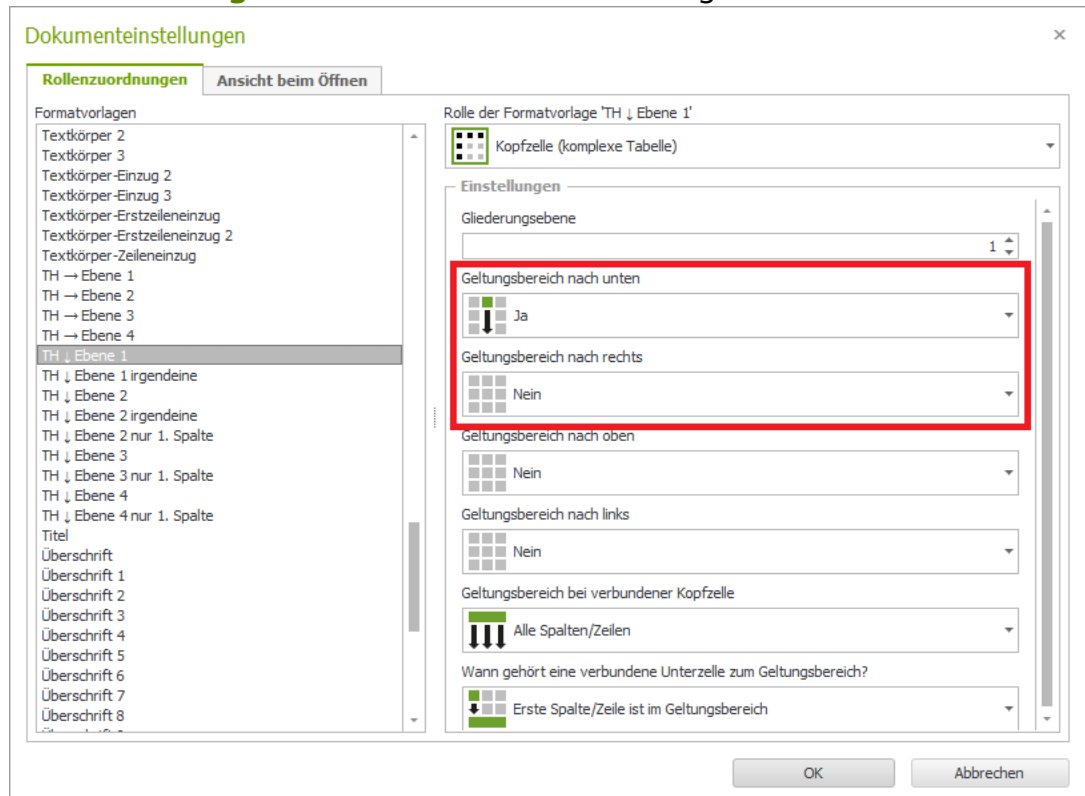 Dokumenteinstellungen
Rollenzuordnungen Ansicht beim Öffnen
Formatvorlagen
Textkörper 2
Textkörper 3
Textkörper-Einzug 2
Textkörper-Einzug 3
Textkörper-Erstzeileneinzug
Textkörper-Erstzeileneinzug 2
Textkörper-Zeileneinzug
TH → Ebene 1
TH → Ebene 2
TH → Ebene 3
TH → Ebene 4
TH ↓ Ebene 1
TH ↓ Ebene 1 irgendeine
TH ↓ Ebene 2
TH ↓ Ebene 2 irgendeine
TH ↓ Ebene 2 nur 1. Spalte
TH ↓ Ebene 3
TH ↓ Ebene 3 nur 1. Spalte
TH ↓ Ebene 4
TH ↓ Ebene 4 nur 1. Spalte
Titel
Überschrift
Überschrift 1
Überschrift 2
Überschrift 3
Überschrift 4
Überschrift 5
Überschrift 6
Überschrift 7
Überschrift 8
Rolle der Formatvorlage 'TH ↓ Ebene 1'
Kopfzelle (komplexe Tabelle)
Einstellungen
Gliederungsebene
1
Geltungsbereich nach unten
Ja
Geltungsbereich nach rechts
Nein
Geltungsbereich nach oben
Nein
Geltungsbereich nach links
Nein
Geltungsbereich bei verbundener Kopfzelle
Alle Spalten/Zeilen
Wann gehört eine verbundene Unterzelle zum Geltungsbereich?
Erste Spalte/Zeile ist im Geltungsbereich
OK Abbrechen